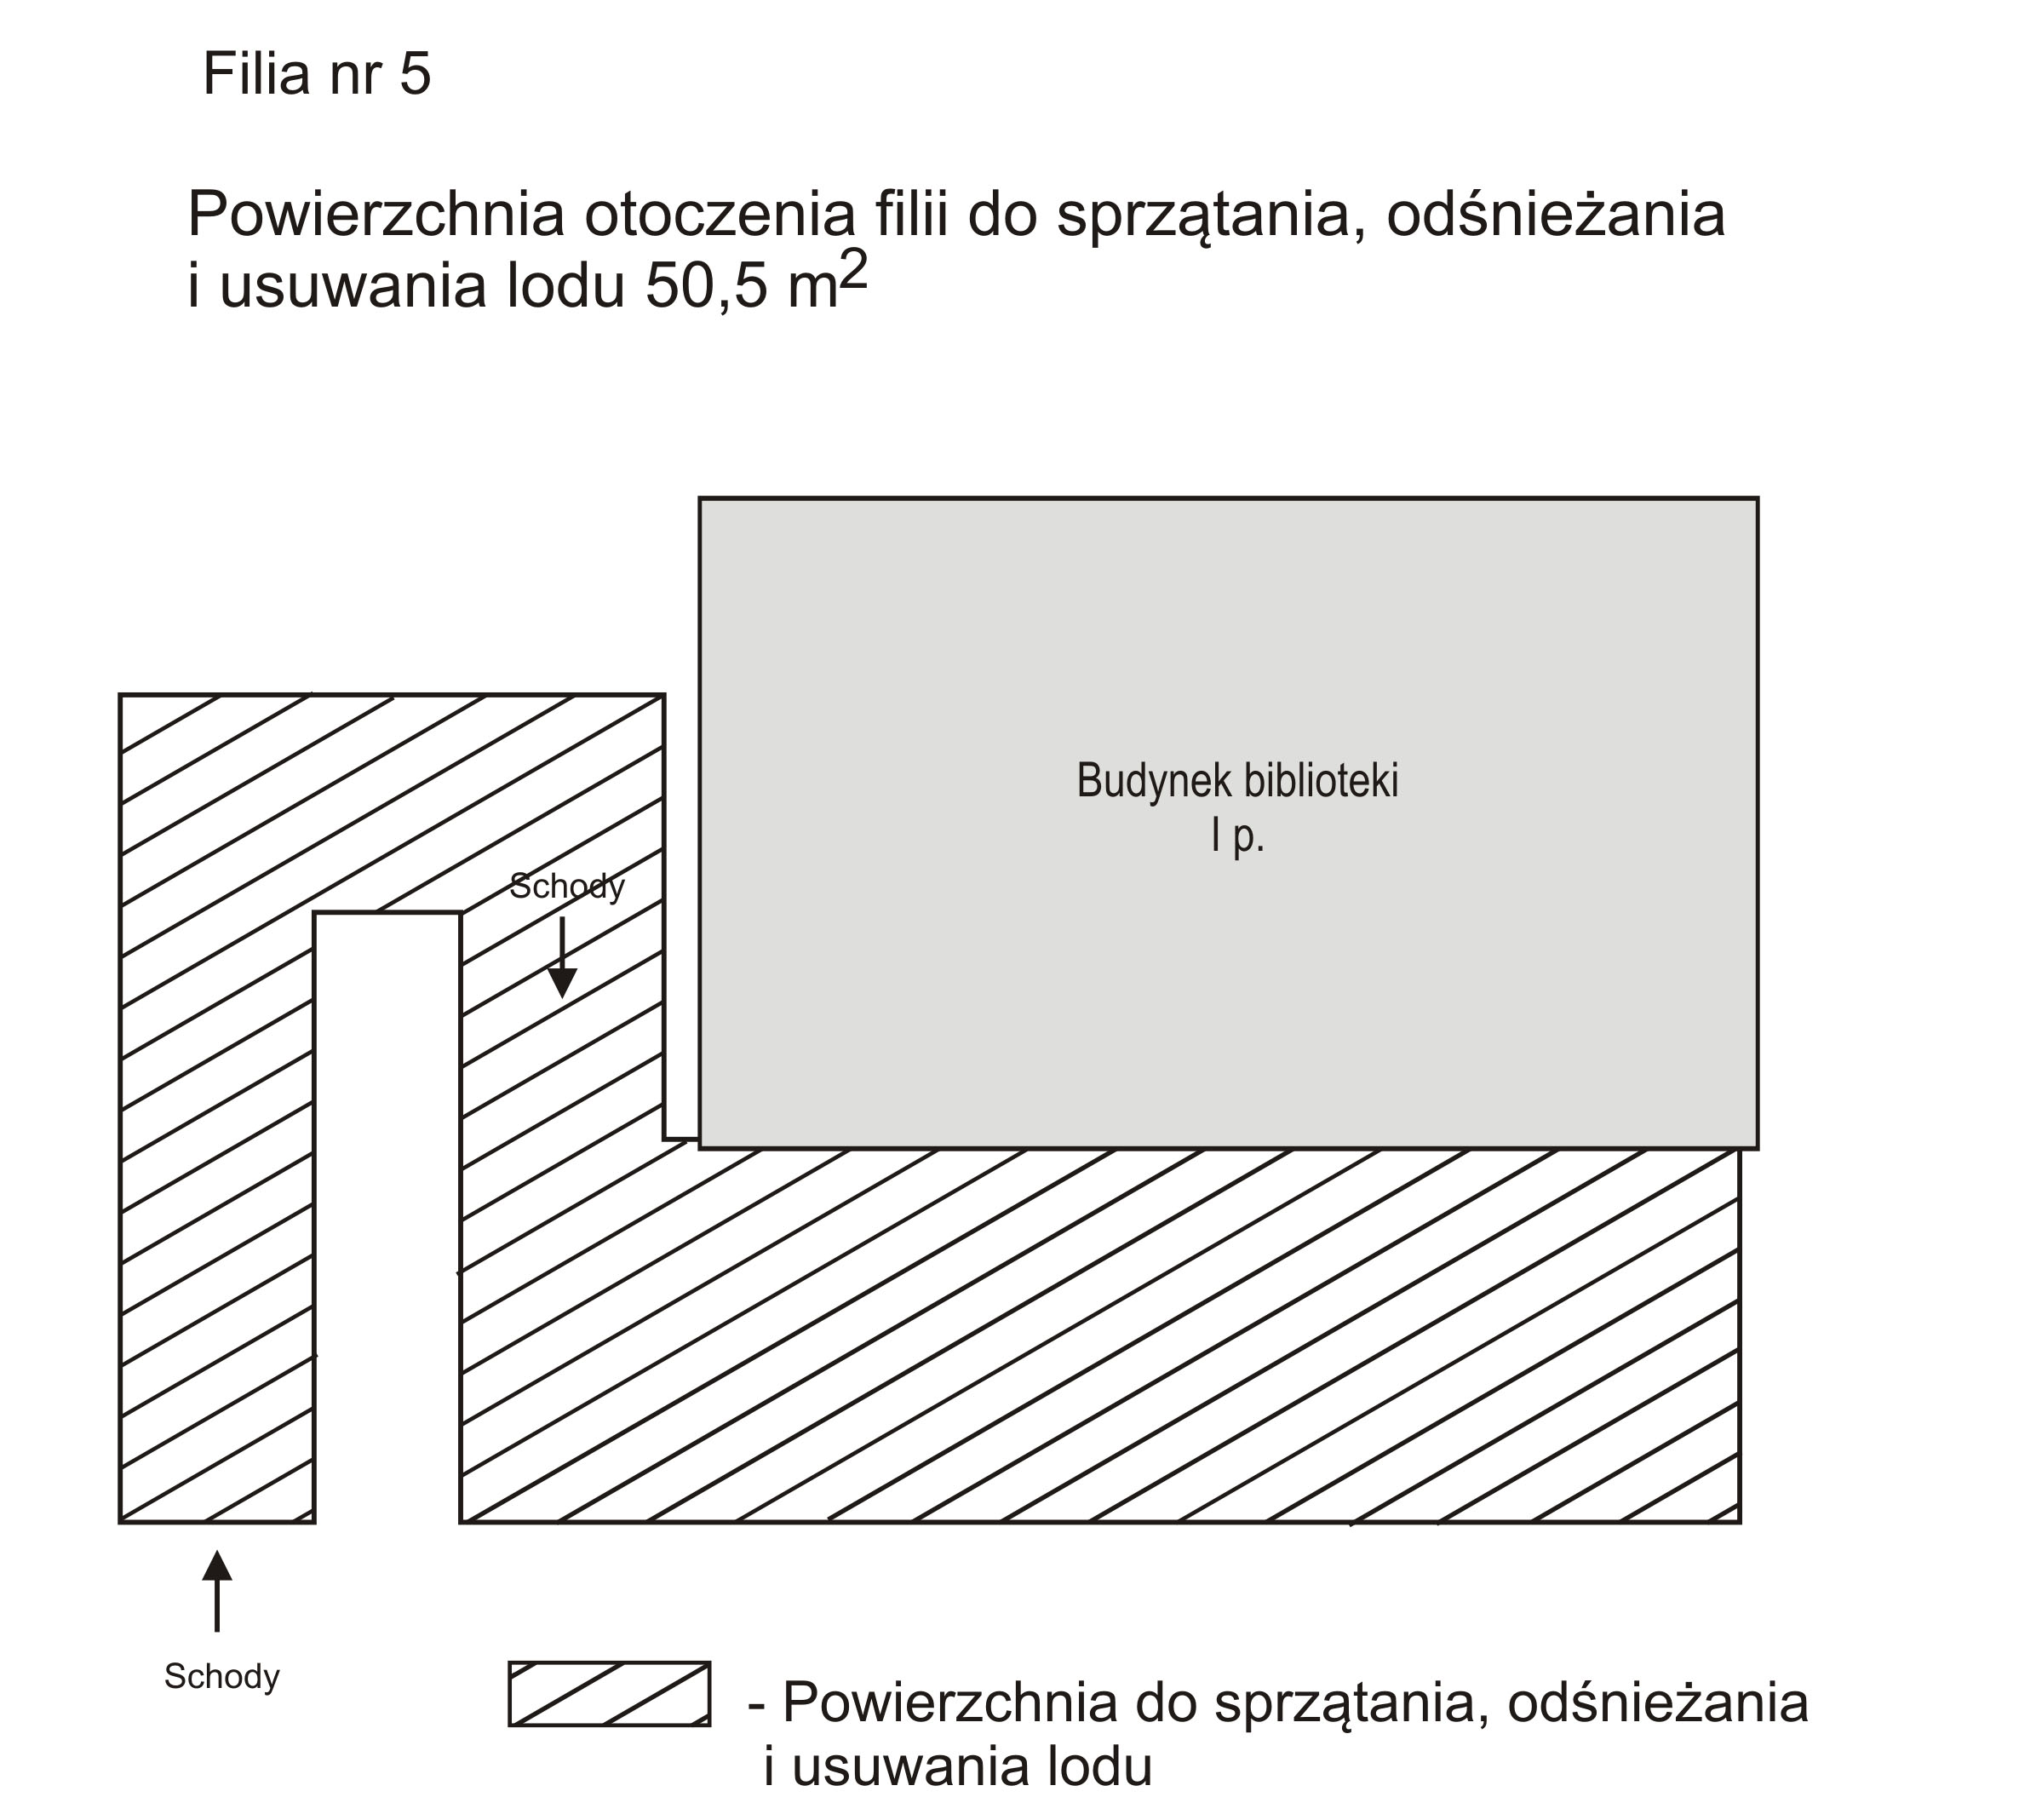 Filia nr 5
Powierzchnia otoczenia filii do sprzątania, odśnieżania
i usuwania lodu 50,5 m²
Budynek biblioteki
I p.
Schody
Schody
- Powierzchnia do sprzątania, odśnieżania
i usuwania lodu